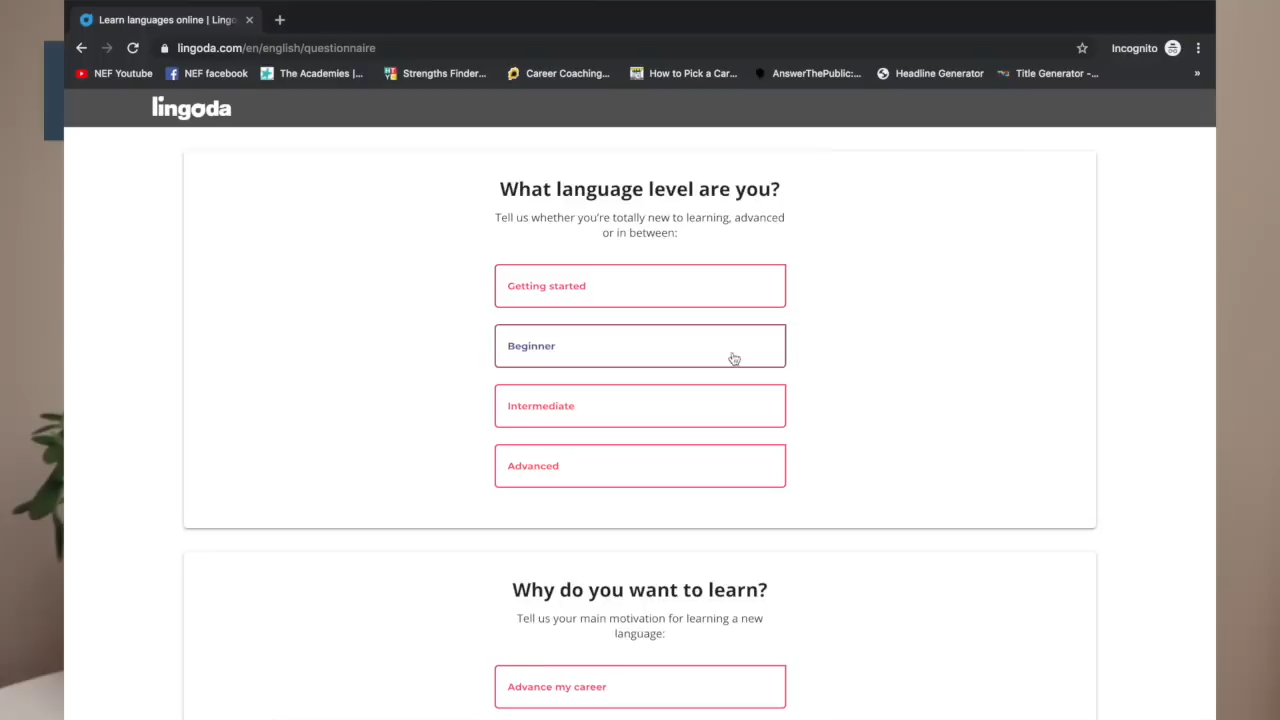 Learn languages online | Lingo
lingoda.com/en/english/questionnaire
Incognito
NEF Youtube
NEF facebook
The Academies |...
Strengths Finder...
Career Coaching...
How to Pick a Car...
AnswerThePublic:...
Headline Generator
Title Generator -...
»
lingoda
What language level are you?
Tell us whether you're totally new to learning, advanced
or in between:
Getting started
Beginner
Intermediate
Advanced
Why do you want to learn?
Tell us your main motivation for learning a new
language:
Advance my career